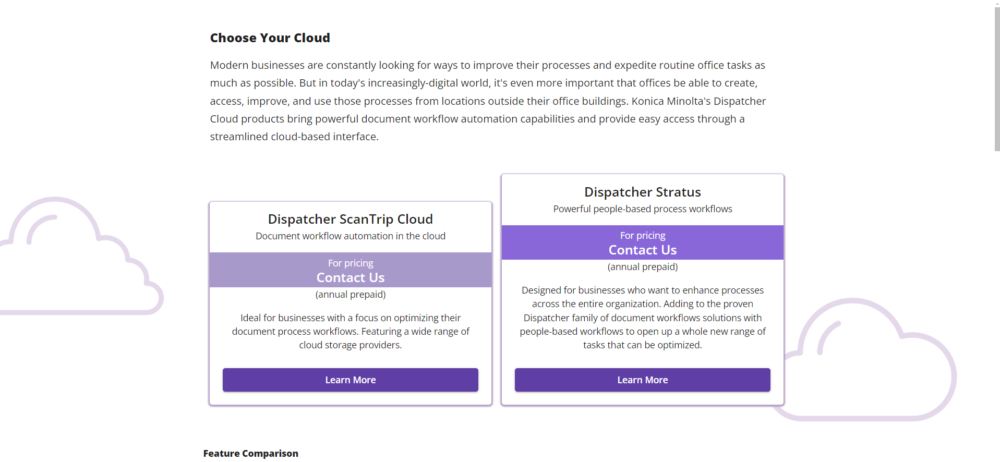 Choose Your Cloud
Modern businesses are constantly looking for ways to improve their processes and expedite routine office tasks as
much as possible. But in today's increasingly-digital world, it's even more important that offices be able to create,
access, improve, and use those processes from locations outside their office buildings. Konica Minolta's Dispatcher
Cloud products bring powerful document workflow automation capabilities and provide easy access through a
streamlined cloud-based interface.
Dispatcher ScanTrip Cloud
Document workflow automation in the cloud
For pricing
Contact Us
(annual prepaid)
Ideal for businesses with a focus on optimizing their
document process workflows. Featuring a wide range of
cloud storage providers.
Learn More
Dispatcher Stratus
Powerful people-based process workflows
For pricing
Contact Us
(annual prepaid)
Designed for businesses who want to enhance processes
across the entire organization. Adding to the proven
Dispatcher family of document workflows solutions with
people-based workflows to open up a whole new range of
tasks that can be optimized.
Learn More
Feature Comparison